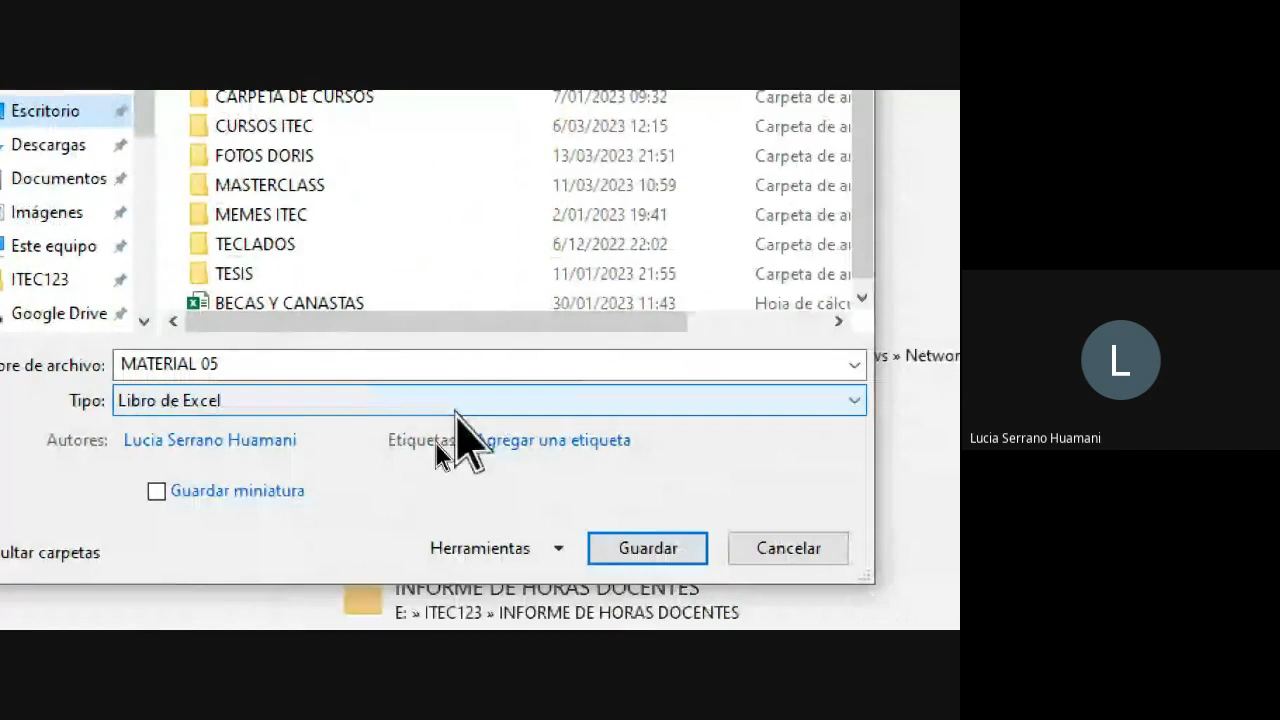 Escritorio
CARPETA DE CURSOS 7/01/2023 09:32 Carpeta de ar
Descargas
CURSOS ITEC 6/03/2023 12:15 Carpeta de ar
FOTOS DORIS 13/03/2023 21:51 Carpeta de ar
Documentos
MASTERCLASS 11/03/2023 10:59 Carpeta de ar
Imágenes
MEMES ITEC 2/01/2023 19:41 Carpeta de ar
Este equipo
TECLADOS 6/12/2022 22:02 Carpeta de ar
ITEC123
TESIS 11/01/2023 21:55 Carpeta de ar
Google Drive
BECAS Y CANASTAS 30/01/2023 11:43 Hoja de cálcu
bre de archivo: MATERIAL 05
ws » Networ
Tipo: Libro de Excel
Autores: Lucia Serrano Huamani Etiquetas Agregar una etiqueta
Guardar miniatura
ultar carpetas Herramientas Guardar Cancelar
INFORME DE HORAS DOCENTES
E: » ITEC123 » INFORME DE HORAS DOCENTES
L
Lucia Serrano Huamani